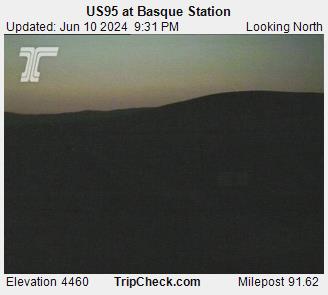 US95 at Basque Station
Updated: Jun 10 2024 9:31 PM Looking North
Elevation 4460 TripCheck.com Milepost 91.62